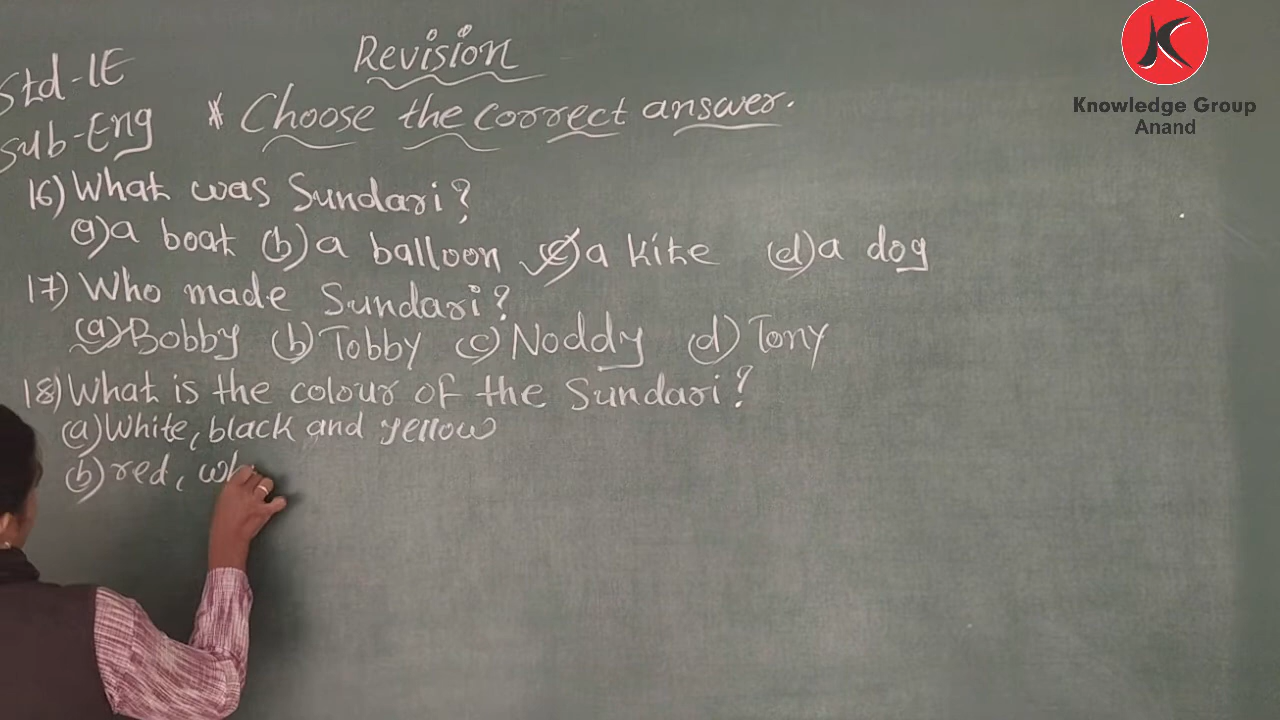 Revision
Std-1E
Sub-Eng
* Choose the correct answer.
16) What was Sundari?
(a) a boat (b) a balloon (c) a kite (d) a dog
17) Who made Sundari?
(a) Bobby (b) Tobby (c) Noddy (d) Tony
18) What is the colour of the Sundari?
(a) White, black and yellow
(b) red, wh
K
Knowledge Group
Anand